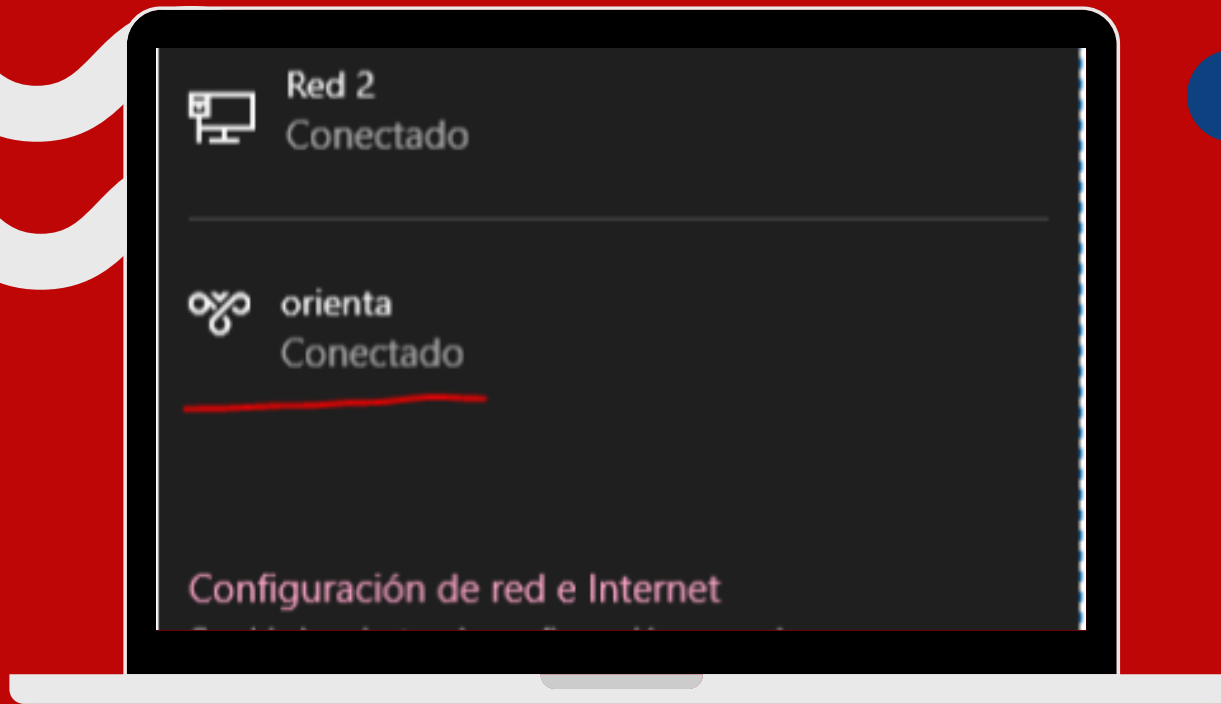 Red 2
Conectado
orienta
Conectado
Configuración de red e Internet